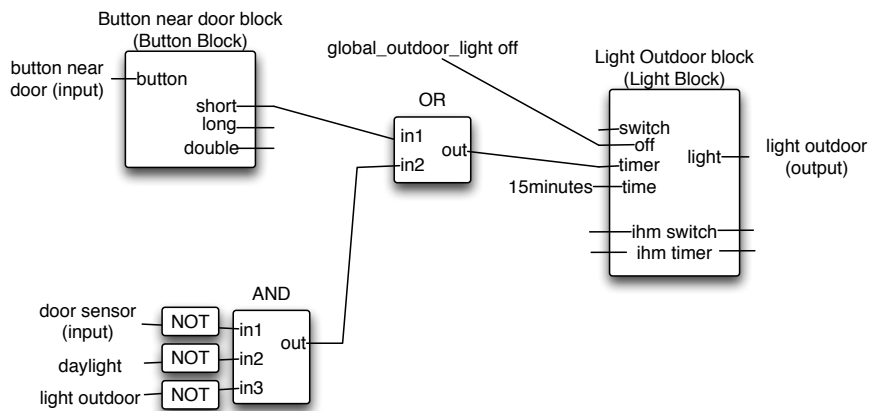 Button near door block
(Button Block)
button near
door (input)
button
short
long
double
global_outdoor_light off
OR
in1
in2
out
Light Outdoor block
(Light Block)
switch
off
timer
15minutes
time
light
light outdoor
(output)
ihm switch
ihm timer
AND
door sensor
(input)
NOT
in1
daylight
NOT
in2
out
light outdoor
NOT
in3